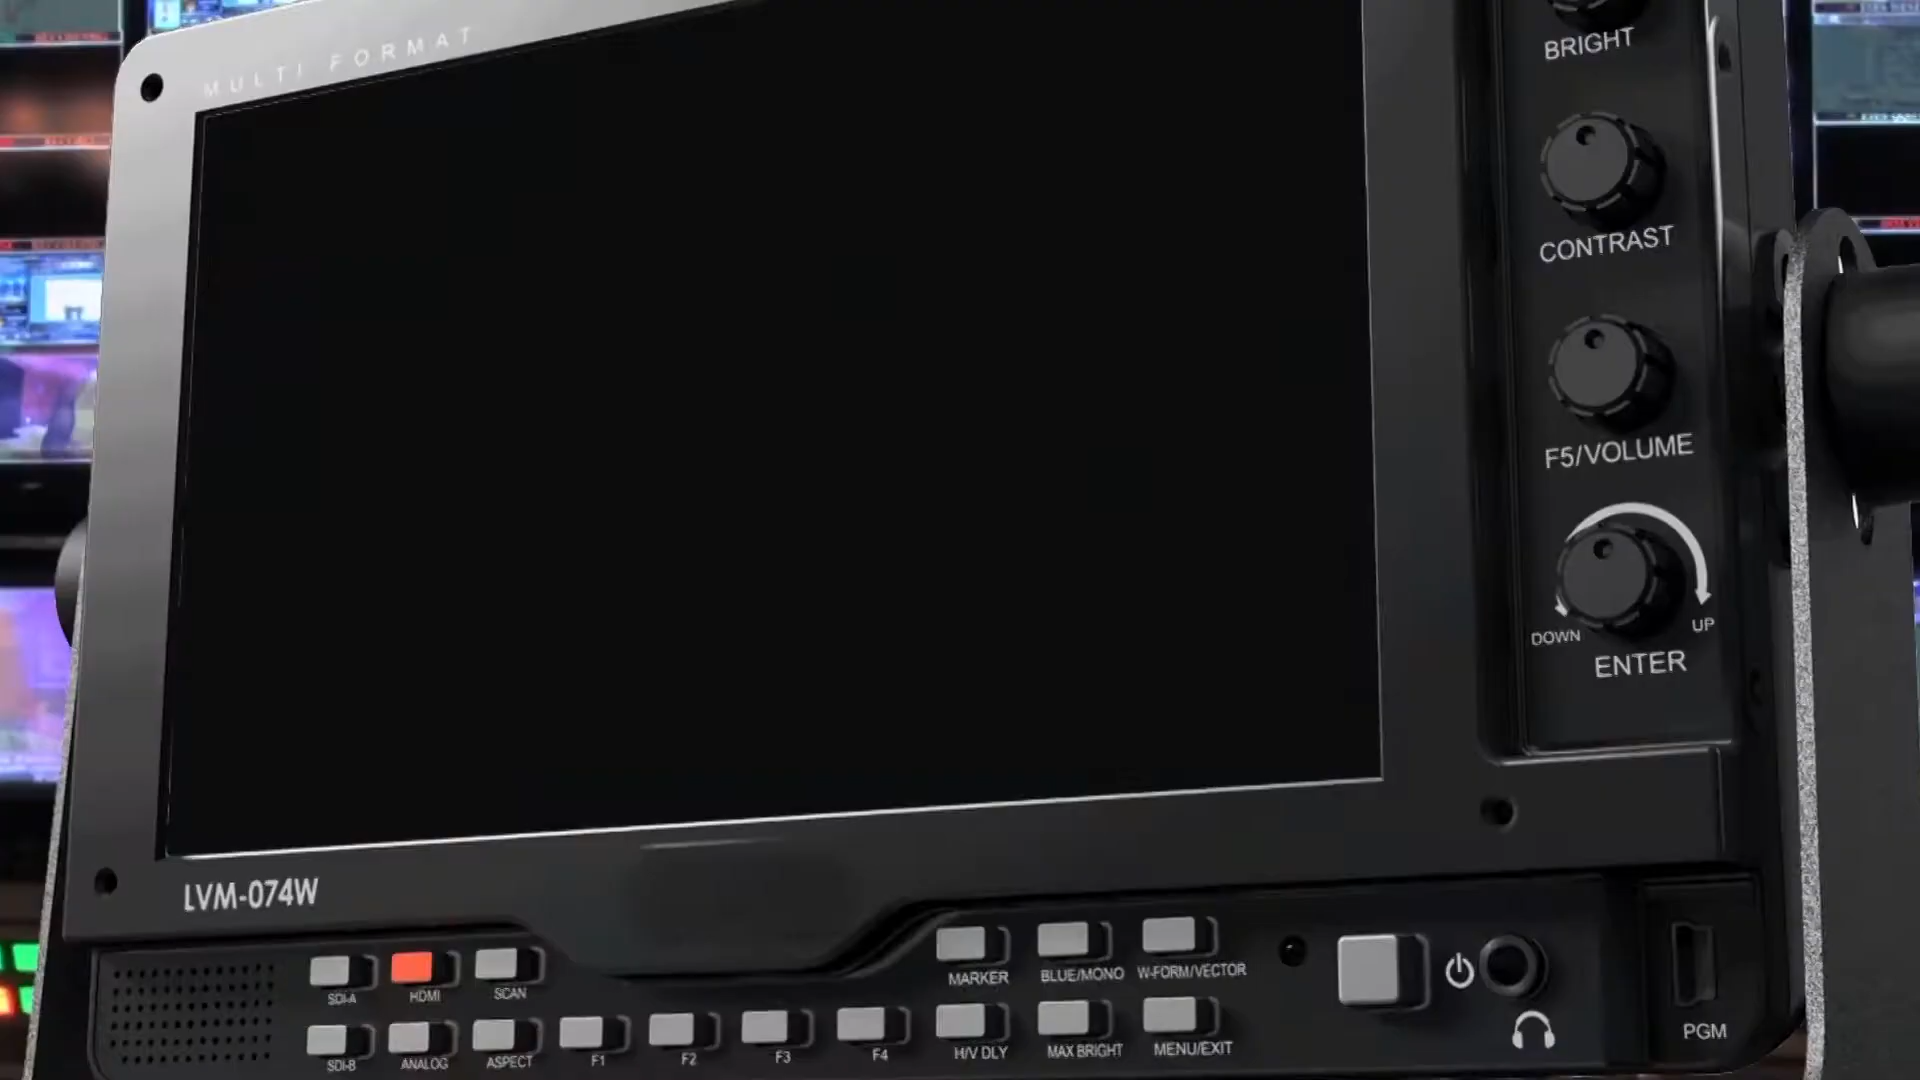 MULTI FORMAT
BRIGHT
CONTRAST
F5/VOLUME
DOWN
UP
ENTER
LVM-074W
SDI-A
HDMI
SCAN
MARKER
BLUE/MONO
W-FORM/VECTOR
SDI-B
ANALOG
ASPECT
F1
F2
F3
F4
H/V DLY
MAX BRIGHT
MENU/EXIT
PGM